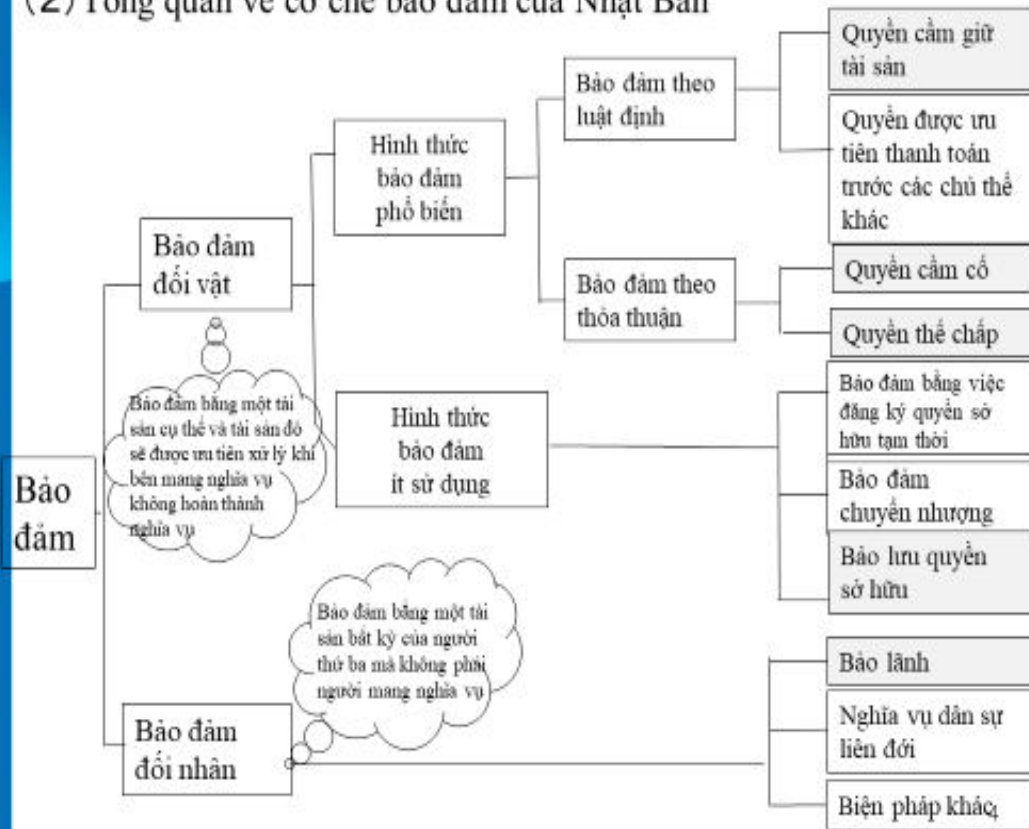 (2) Tổng quan về cơ chế bảo đảm của Nhật Bản
Bảo
đảm
Bảo đảm
đối vật
Bảo đảm bằng một tài
sản cụ thể và tài sản đó
sẽ được ưu tiên xử lý khi
bên mang nghĩa vụ
không hoàn thành
nghĩa vụ
Hình thức
bảo đảm
phổ biến
Bảo đảm theo
luật định
Quyền cầm giữ
tài sản
Quyền được ưu
tiên thanh toán
trước các chủ thể
khác
Bảo đảm theo
thỏa thuận
Quyền cầm cố
Quyền thế chấp
Hình thức
bảo đảm
ít sử dụng
Bảo đảm bằng việc
đăng ký quyền sở
hữu tạm thời
Bảo đảm
chuyển nhượng
Bảo lưu quyền
sở hữu
Bảo đảm
đối nhân
Bảo đảm bằng một tài
sản bất kỳ của người
thứ ba mà không phải
người mang nghĩa vụ
Bảo lãnh
Nghĩa vụ dân sự
liên đới
Biện pháp khác
4